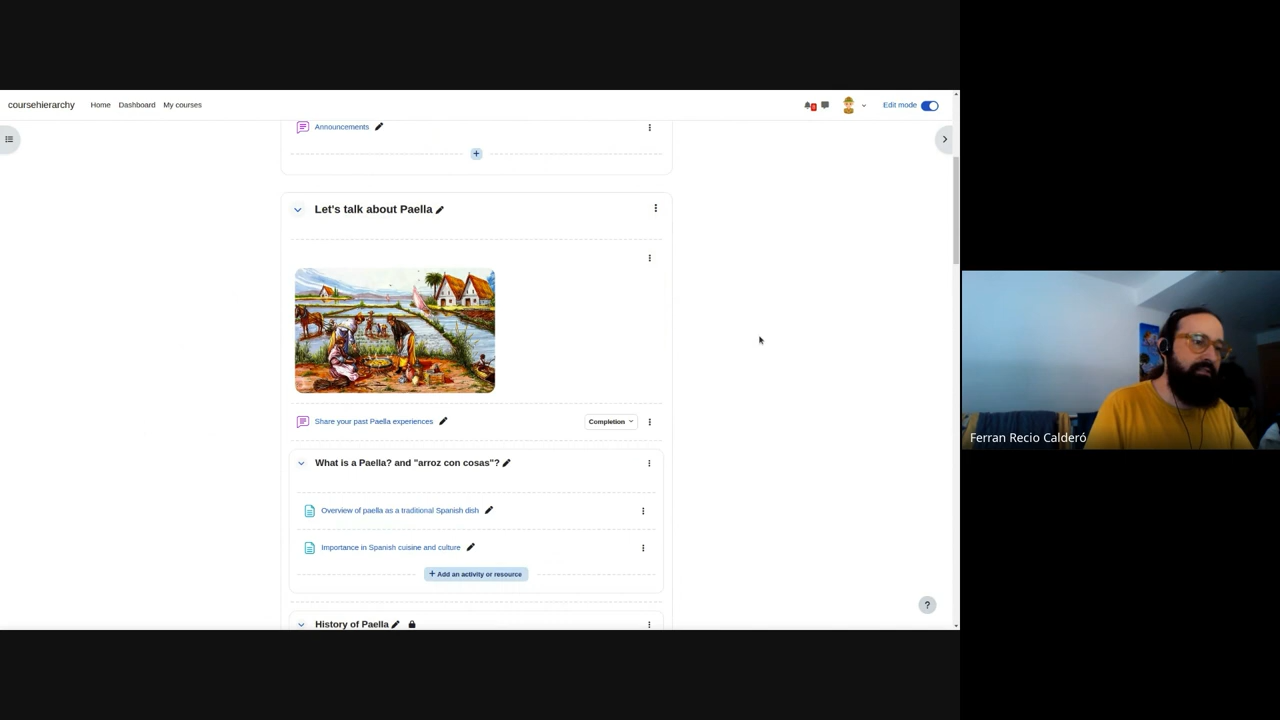 coursehierarchy Home Dashboard My courses Edit mode
Announcements
Let's talk about Paella
Share your past Paella experiences Completion
What is a Paella? and "arroz con cosas"?
Overview of paella as a traditional Spanish dish
Importance in Spanish cuisine and culture
+ Add an activity or resource
History of Paella
?
Ferran Recio Calderó